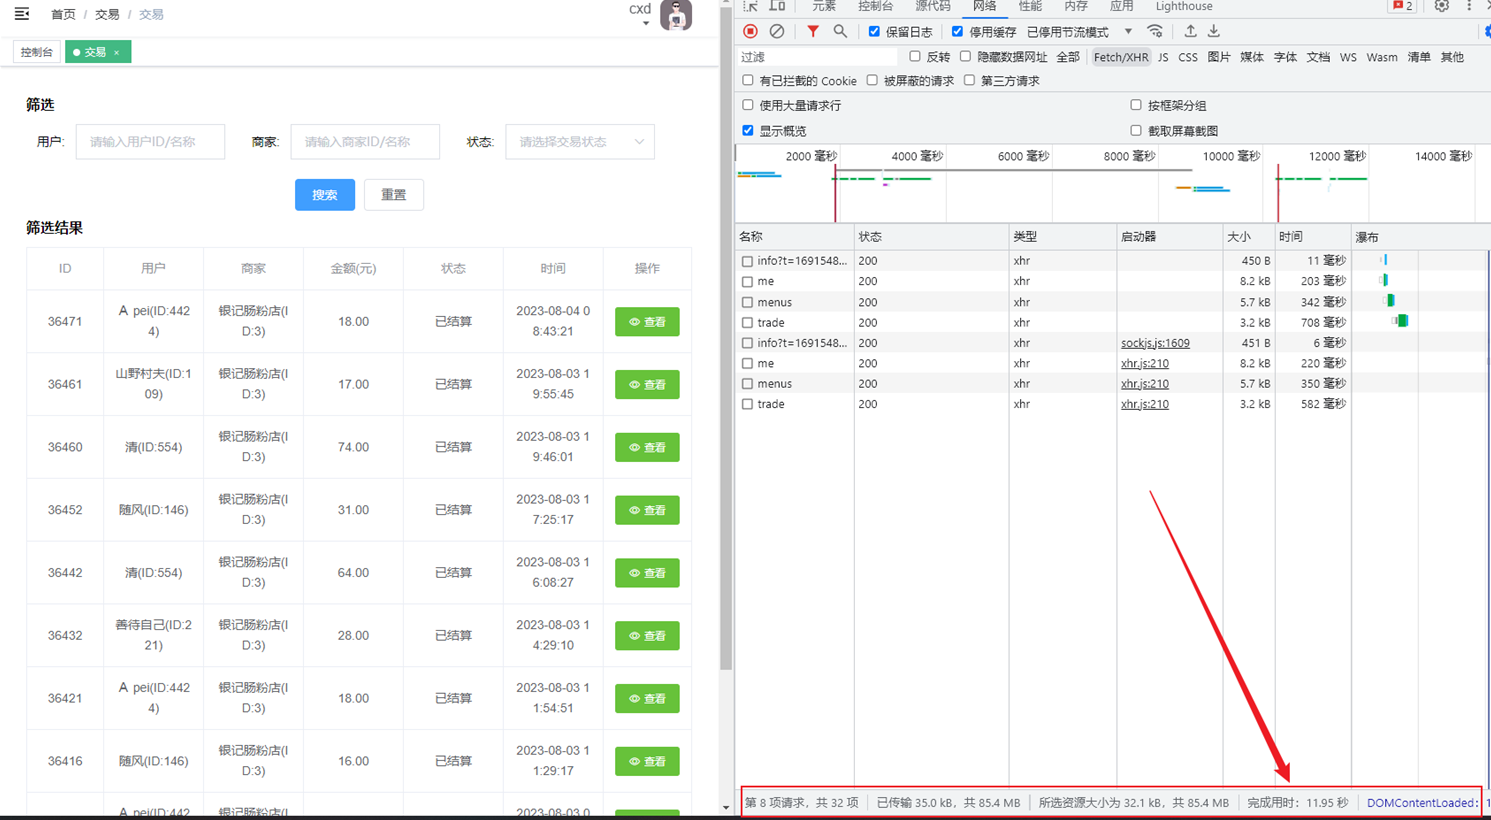 首页 / 交易 / 交易
cxd
控制台
交易 ×
筛选
用户: 请输入用户ID/名称 商家: 请输入商家ID/名称 状态: 请选择交易状态
搜索 重置
筛选结果
ID 用户 商家 金额(元) 状态 时间 操作
36471 A pei(ID:4424) 银记肠粉店(ID:3) 18.00 已结算 2023-08-04 08:43:21 查看
36461 山野村夫(ID:109) 银记肠粉店(ID:3) 17.00 已结算 2023-08-03 19:55:45 查看
36460 清(ID:554) 银记肠粉店(ID:3) 74.00 已结算 2023-08-03 19:46:01 查看
36452 随风(ID:146) 银记肠粉店(ID:3) 31.00 已结算 2023-08-03 17:25:17 查看
36442 清(ID:554) 银记肠粉店(ID:3) 64.00 已结算 2023-08-03 16:08:27 查看
36432 善待自己(ID:221) 银记肠粉店(ID:3) 28.00 已结算 2023-08-03 14:29:10 查看
36421 A pei(ID:4424) 银记肠粉店(ID:3) 18.00 已结算 2023-08-03 11:54:51 查看
36416 随风(ID:146) 银记肠粉店(ID:3) 16.00 已结算 2023-08-03 11:29:17 查看
A pei(ID:442 银记肠粉店(I 2023-08-03 0
元素 控制台 源代码 网络 性能 内存 应用 Lighthouse 2
保留日志 停用缓存 已停用节流模式
过滤 反转 隐藏数据网址 全部 Fetch/XHR JS CSS 图片 媒体 字体 文档 WS Wasm 清单 其他
有已拦截的 Cookie 被屏蔽的请求 第三方请求
使用大量请求行 按框架分组
显示概览 截取屏幕截图
2000 毫秒 4000 毫秒 6000 毫秒 8000 毫秒 10000 毫秒 12000 毫秒 14000 毫秒
名称 状态 类型 启动器 大小 时间 瀑布
info?t=1691548... 200 xhr 450 B 11 毫秒
me 200 xhr 8.2 kB 203 毫秒
menus 200 xhr 5.7 kB 342 毫秒
trade 200 xhr 3.2 kB 708 毫秒
info?t=1691548... 200 xhr sockjs.js:1609 451 B 6 毫秒
me 200 xhr xhr.js:210 8.2 kB 220 毫秒
menus 200 xhr xhr.js:210 5.7 kB 350 毫秒
trade 200 xhr xhr.js:210 3.2 kB 582 毫秒
第 8 项请求，共 32 项 已传输 35.0 kB，共 85.4 MB 所选资源大小为 32.1 kB，共 85.4 MB 完成用时：11.95 秒 DOMContentLoaded: 1